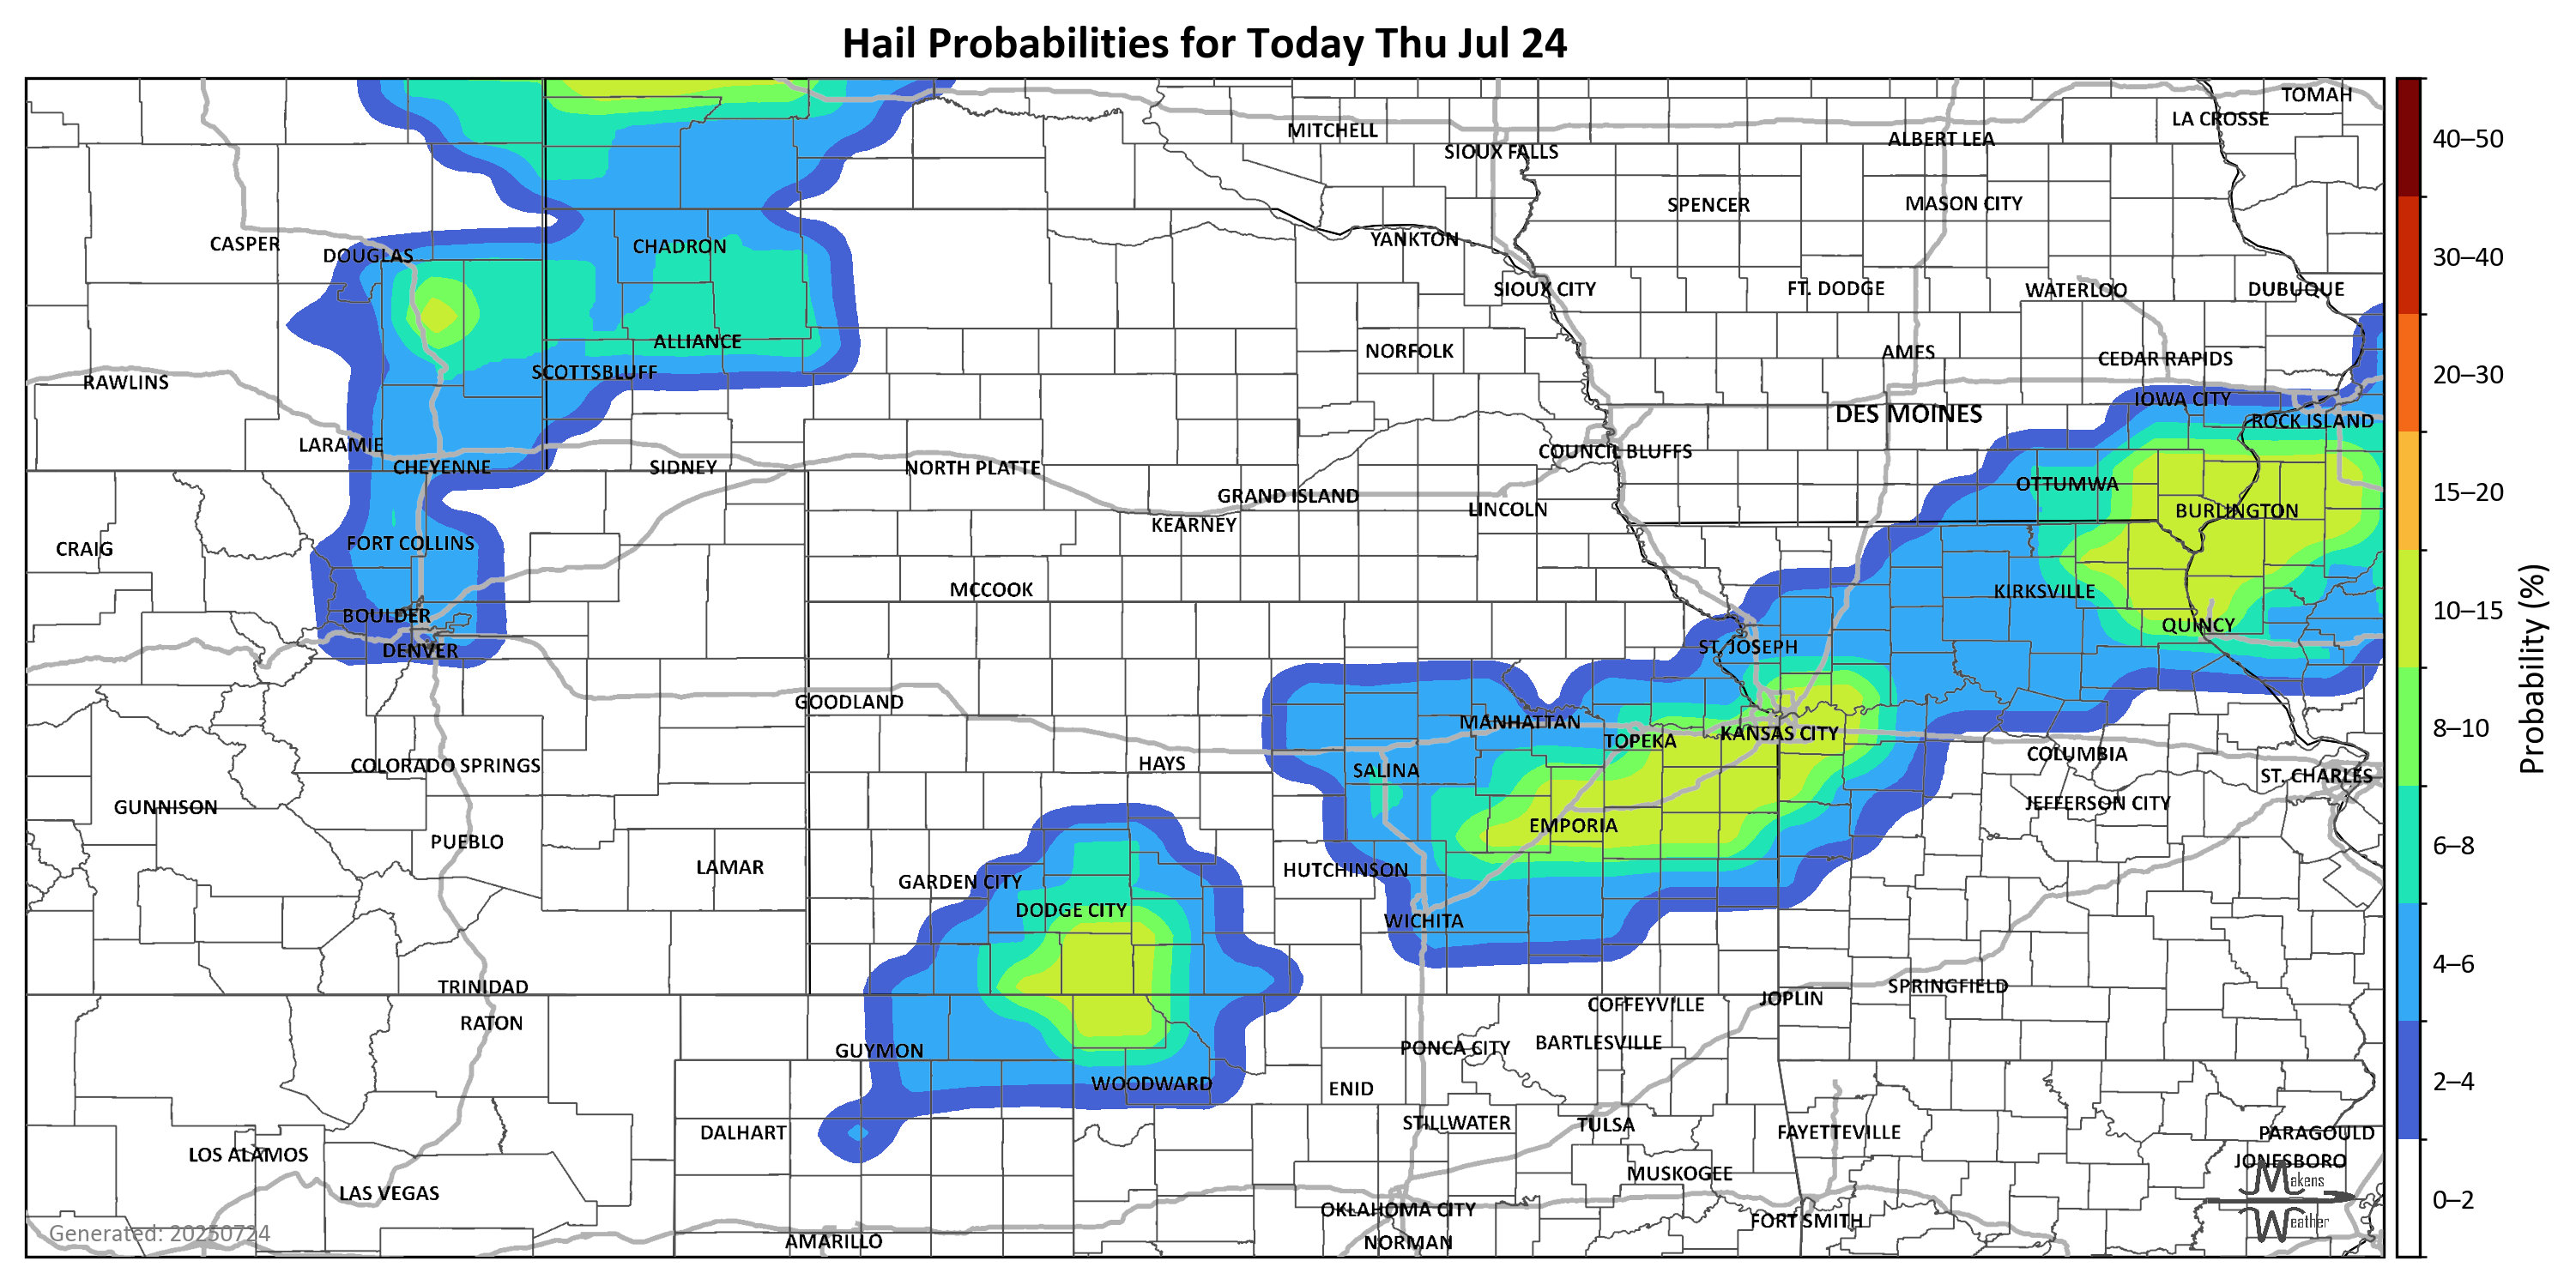 Hail Probabilities for Today Thu Jul 24
TOMAH
LA CROSSE
MITCHELL
ALBERT LEA
SIOUX FALLS
SPENCER
MASON CITY
CASPER
DOUGLAS
CHADRON
YANKTON
SIOUX CITY
FT. DODGE
WATERLOO
DUBUQUE
ALLIANCE
NORFOLK
AMES
CEDAR RAPIDS
RAWLINS
SCOTTSBLUFF
IOWA CITY
DES MOINES
ROCK ISLAND
LARAMIE
COUNCIL BLUFFS
CHEYENNE
SIDNEY
NORTH PLATTE
OTTUMWA
GRAND ISLAND
LINCOLN
BURLINGTON
KEARNEY
CRAIG
FORT COLLINS
MCCOOK
KIRKSVILLE
BOULDER
QUINCY
DENVER
ST. JOSEPH
GOODLAND
MANHATTAN
TOPEKA
KANSAS CITY
COLUMBIA
COLORADO SPRINGS
HAYS
SALINA
ST. CHARLES
GUNNISON
JEFFERSON CITY
PUEBLO
EMPORIA
LAMAR
HUTCHINSON
GARDEN CITY
DODGE CITY
WICHITA
TRINIDAD
SPRINGFIELD
COFFEYVILLE
JOPLIN
RATON
GUYMON
PONCA CITY
BARTLESVILLE
WOODWARD
ENID
DALHART
STILLWATER
TULSA
FAYETTEVILLE
PARAGOULD
LOS ALAMOS
JONESBORO
MUSKOGEE
LAS VEGAS
OKLAHOMA CITY
FORT SMITH
AMARILLO
NORMAN
Generated: 20250724
Makens
Weather
40–50
30–40
20–30
15–20
10–15
8–10
6–8
4–6
2–4
0–2
Probability (%)